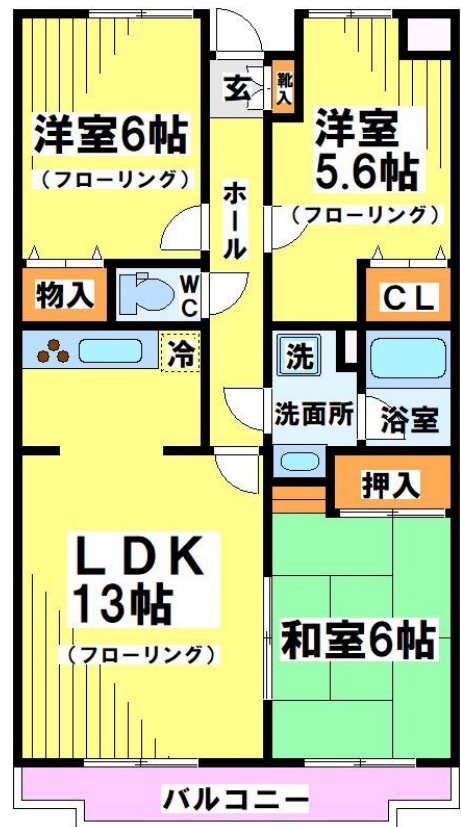 洋室6帖
（フローリング）
玄
靴入
洋室
5.6帖
（フローリング）
ホール
物入
WC
CL
冷
洗
洗面所
浴室
押入
LDK
13帖
（フローリング）
和室6帖
バルコニー